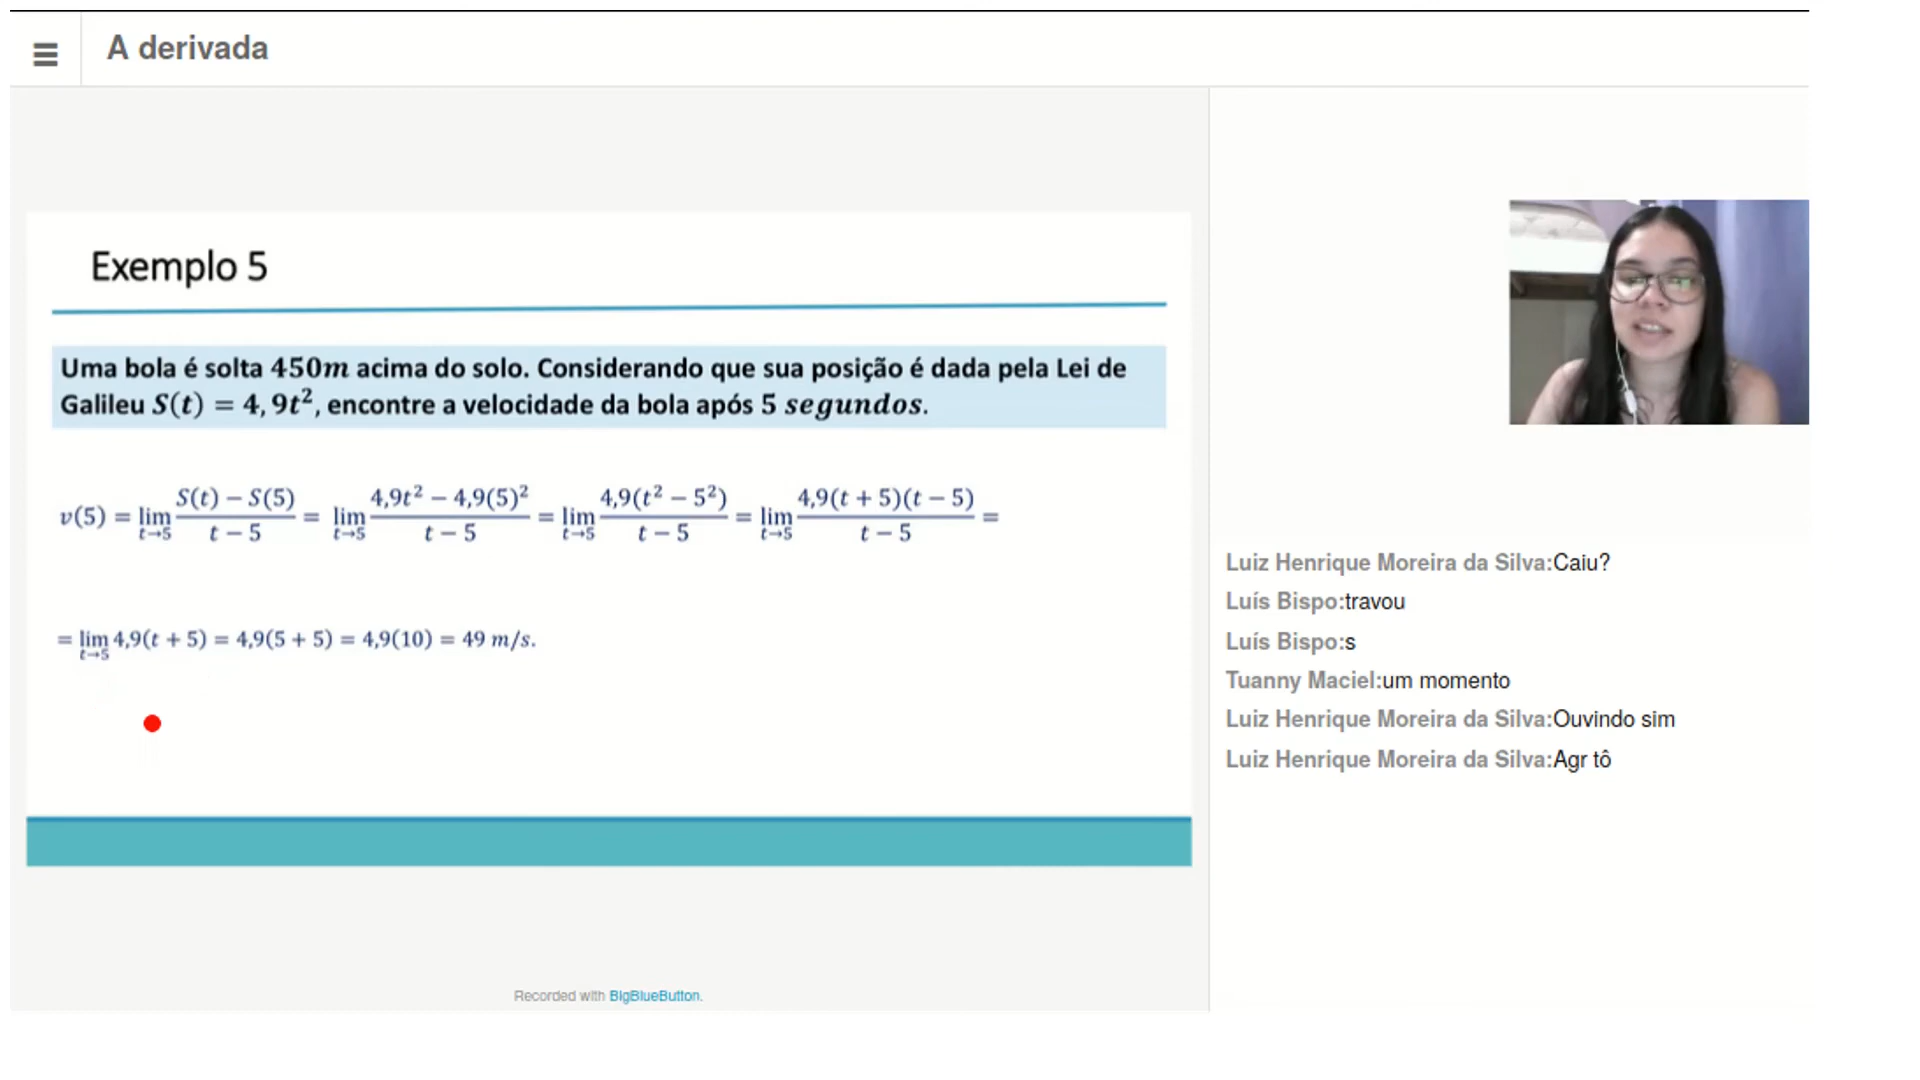 A derivada
Exemplo 5
Uma bola é solta 450m acima do solo. Considerando que sua posição é dada pela Lei de
Galileu S(t) = 4,9t², encontre a velocidade da bola após 5 segundos.
v(5) = lim t→5 (S(t) − S(5))/(t − 5) = lim t→5 (4,9t² − 4,9(5)²)/(t − 5) = lim t→5 (4,9(t² − 5²))/(t − 5) = lim t→5 (4,9(t + 5)(t − 5))/(t − 5) =
= lim t→5 4,9(t + 5) = 4,9(5 + 5) = 4,9(10) = 49 m/s.
Recorded with BigBlueButton.
Luiz Henrique Moreira da Silva:Caiu?
Luís Bispo:travou
Luís Bispo:s
Tuanny Maciel:um momento
Luiz Henrique Moreira da Silva:Ouvindo sim
Luiz Henrique Moreira da Silva:Agr tô